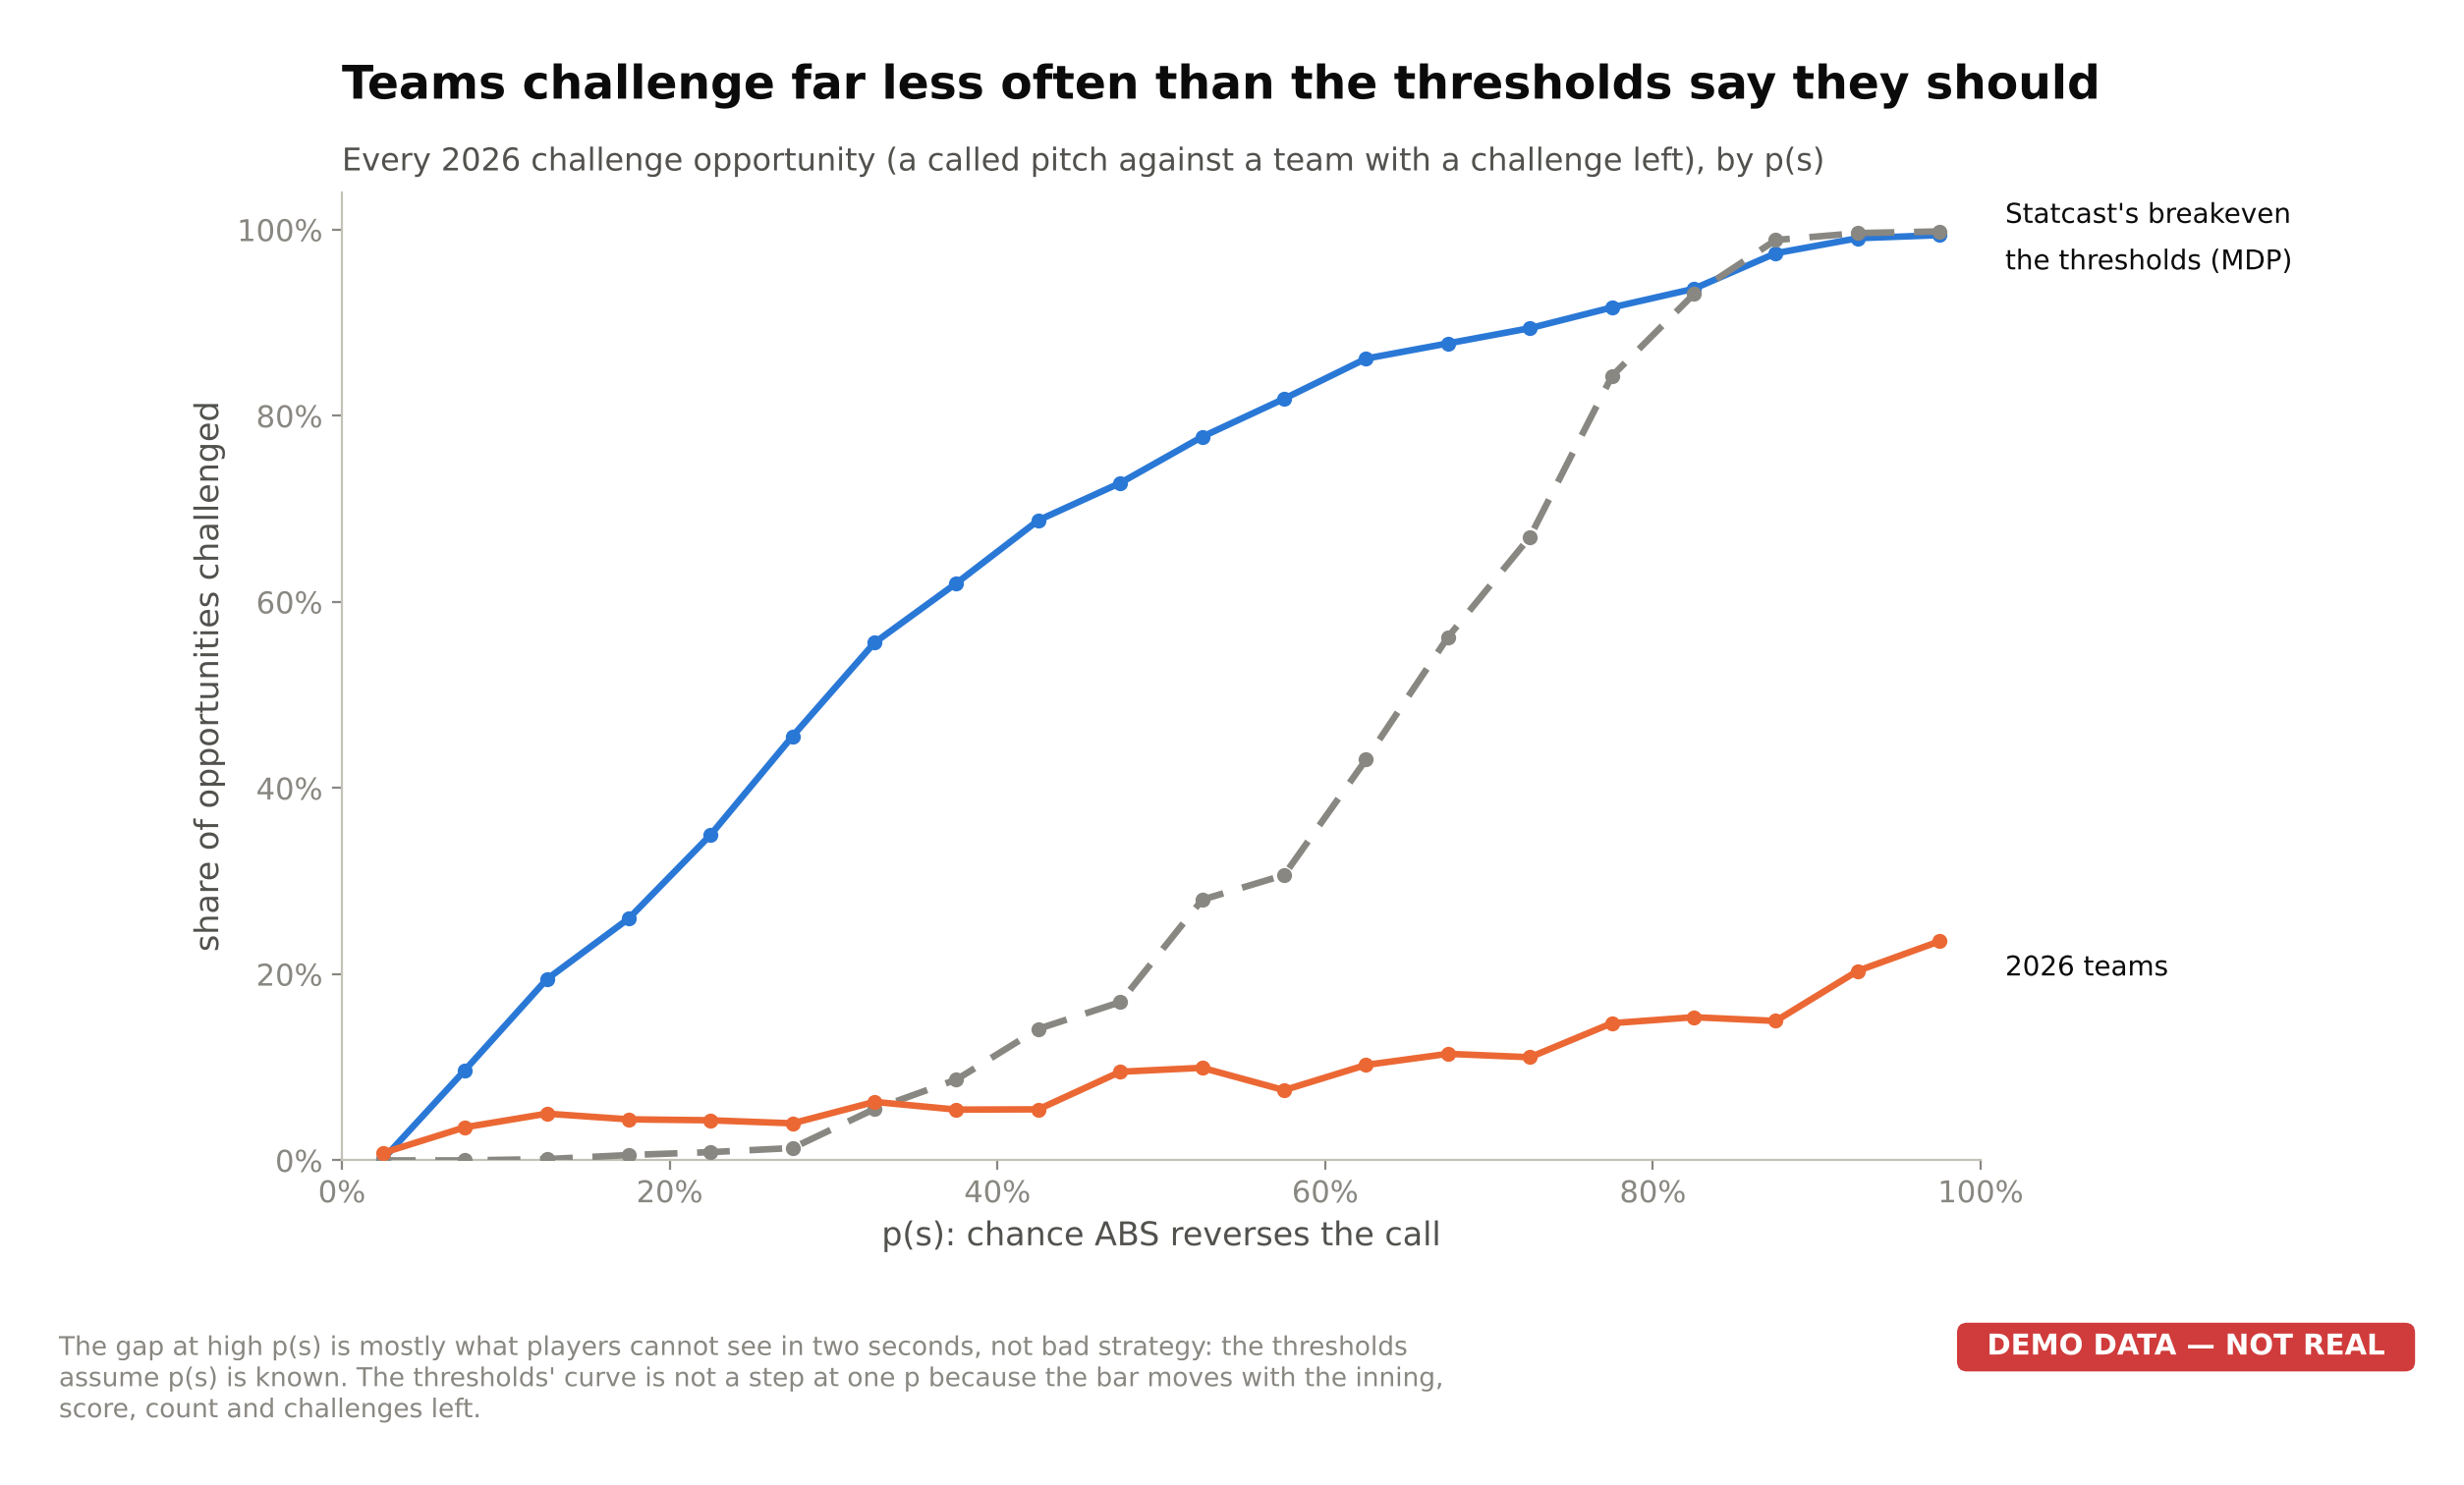 Teams challenge far less often than the thresholds say they should
Every 2026 challenge opportunity (a called pitch against a team with a challenge left), by p(s)
Statcast's breakeven
the thresholds (MDP)
2026 teams
share of opportunities challenged
100%
80%
60%
40%
20%
0%
0%
20%
40%
60%
80%
100%
p(s): chance ABS reverses the call
The gap at high p(s) is mostly what players cannot see in two seconds, not bad strategy: the thresholds
assume p(s) is known. The thresholds' curve is not a step at one p because the bar moves with the inning,
score, count and challenges left.
DEMO DATA — NOT REAL